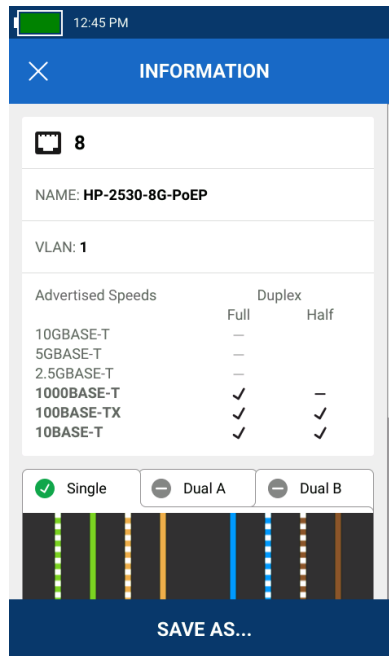 12:45 PM
INFORMATION
8
NAME: HP-2530-8G-PoEP
VLAN: 1
Advertised Speeds Duplex
Full Half
10GBASE-T –
5GBASE-T –
2.5GBASE-T –
1000BASE-T ✓ –
100BASE-TX ✓ ✓
10BASE-T ✓ ✓
Single Dual A Dual B
SAVE AS...